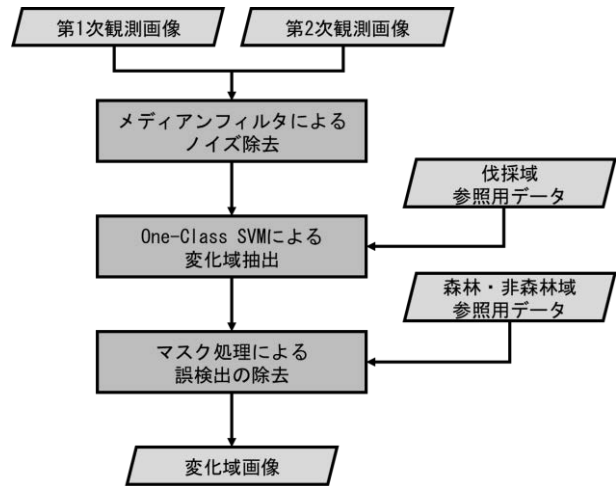 第1次観測画像
第2次観測画像
メディアンフィルタによる
ノイズ除去
伐採域
参照用データ
One-Class SVMによる
変化域抽出
森林・非森林域
参照用データ
マスク処理による
誤検出の除去
変化域画像